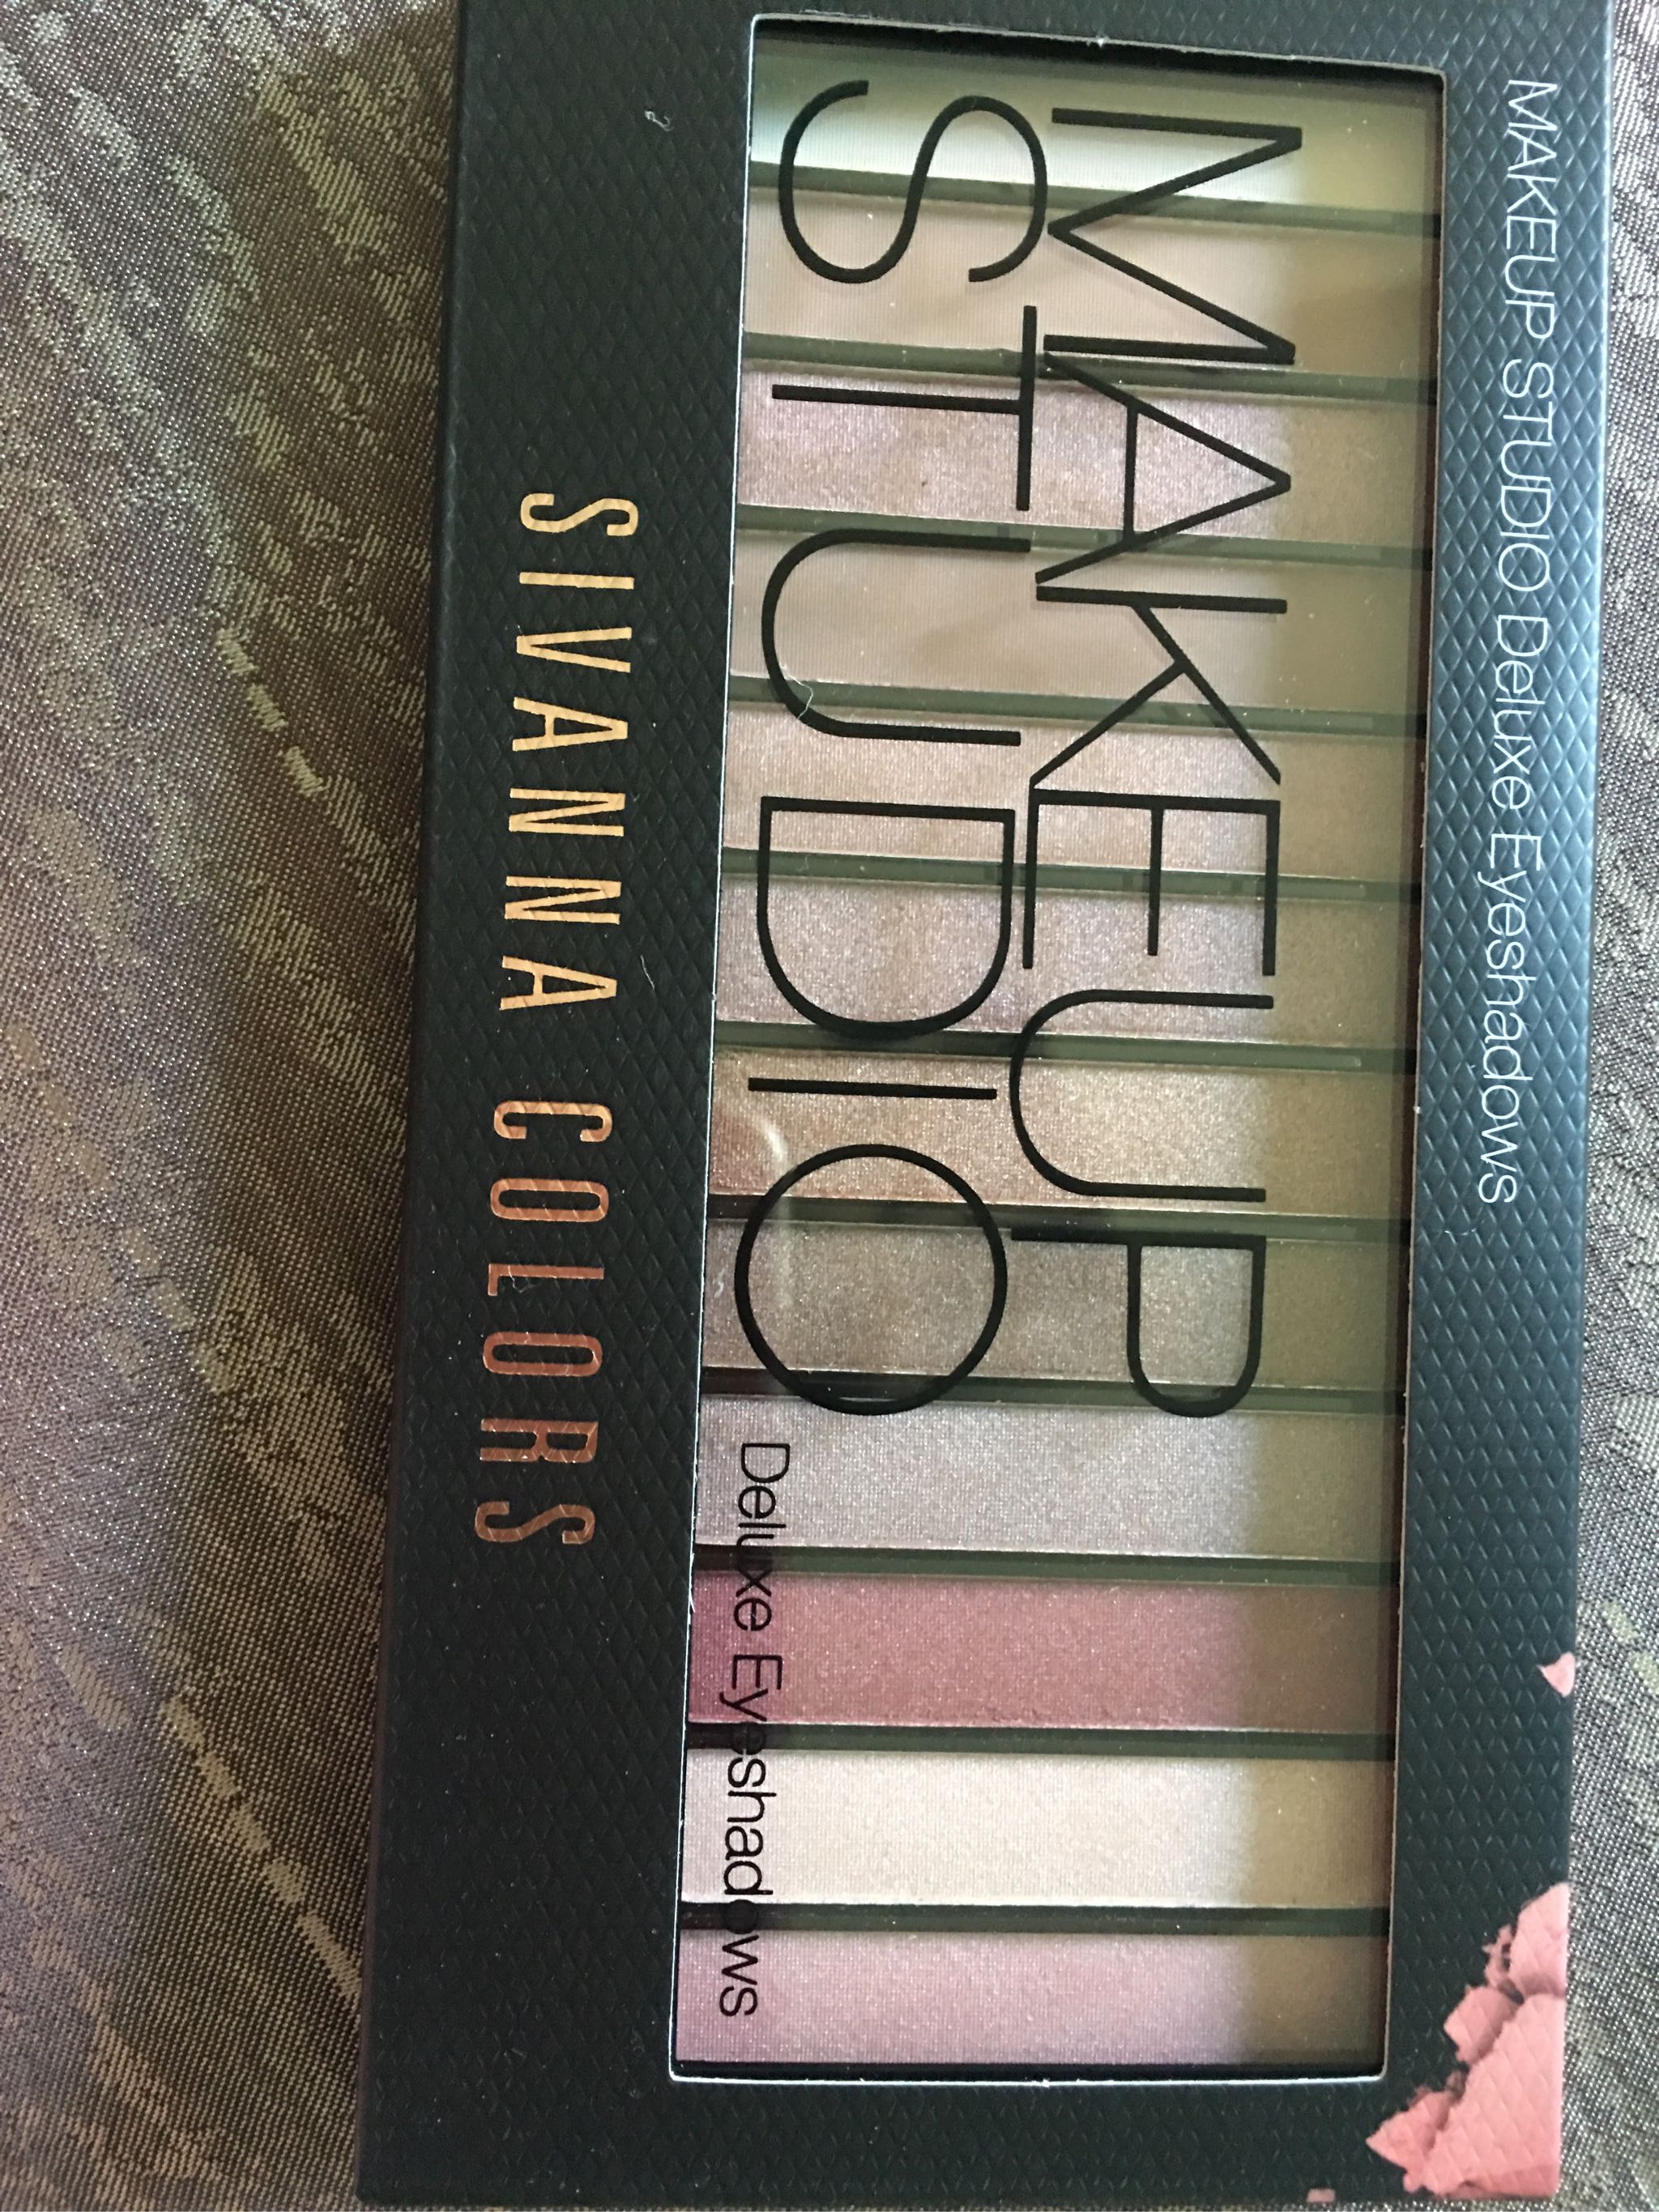 MAKEUP STUDIO Deluxe Eyeshadows
MAKEUP
STUDIO
Deluxe Eyeshadows
SIVANNA COLORS